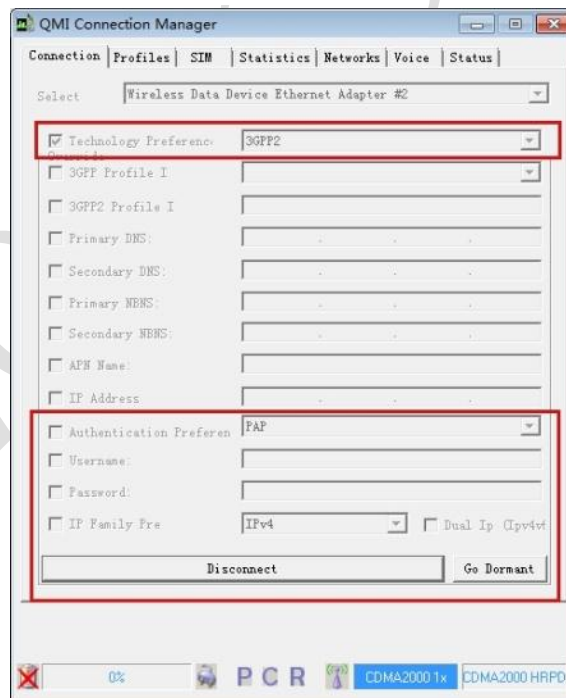 QMI Connection Manager
Connection Profiles SIM Statistics Networks Voice Status
Select Wireless Data Device Ethernet Adapter #2
Technology Preference 3GPP2
3GPP Profile I
3GPP2 Profile I
Primary DNS:
Secondary DNS:
Primary NBNS:
Secondary NBNS:
APN Name:
IP Address
Authentication Preferen PAP
Username:
Password:
IP Family Pre IPv4 Dual Ip (Ipv4v6
Disconnect Go Dormant
0% P C R CDMA2000 1x CDMA2000 HRPD